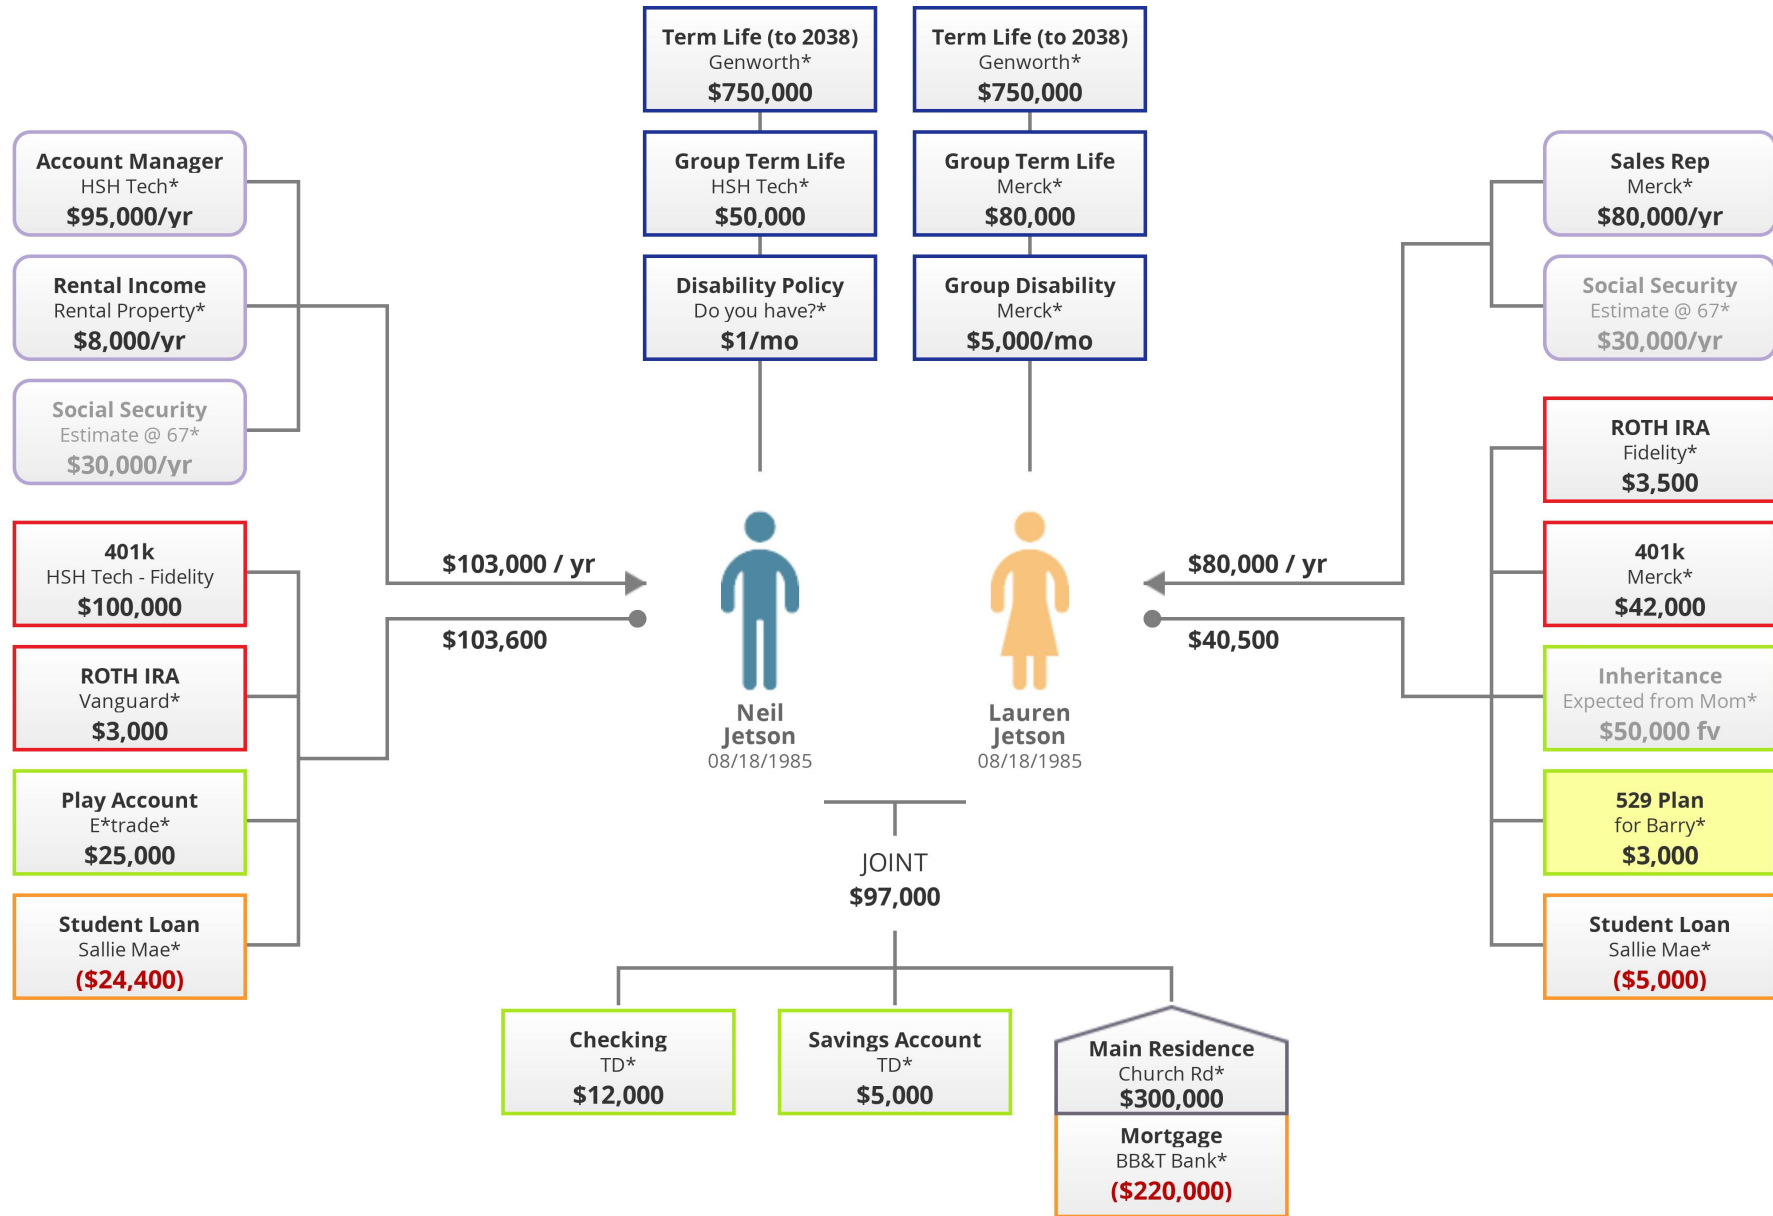 Term Life (to 2038)
Genworth*
$750,000
Term Life (to 2038)
Genworth*
$750,000
Account Manager
HSH Tech*
$95,000/yr
Group Term Life
HSH Tech*
$50,000
Group Term Life
Merck*
$80,000
Sales Rep
Merck*
$80,000/yr
Rental Income
Rental Property*
$8,000/yr
Disability Policy
Do you have?*
$1/mo
Group Disability
Merck*
$5,000/mo
Social Security
Estimate @ 67*
$30,000/yr
Social Security
Estimate @ 67*
$30,000/yr
ROTH IRA
Fidelity*
$3,500
401k
HSH Tech - Fidelity
$100,000
$103,000 / yr
$103,600
$80,000 / yr
$40,500
401k
Merck*
$42,000
ROTH IRA
Vanguard*
$3,000
Neil
Jetson
08/18/1985
Lauren
Jetson
08/18/1985
Inheritance
Expected from Mom*
$50,000 fv
Play Account
E*trade*
$25,000
JOINT
$97,000
529 Plan
for Barry*
$3,000
Student Loan
Sallie Mae*
($24,400)
Student Loan
Sallie Mae*
($5,000)
Checking
TD*
$12,000
Savings Account
TD*
$5,000
Main Residence
Church Rd*
$300,000
Mortgage
BB&T Bank*
($220,000)